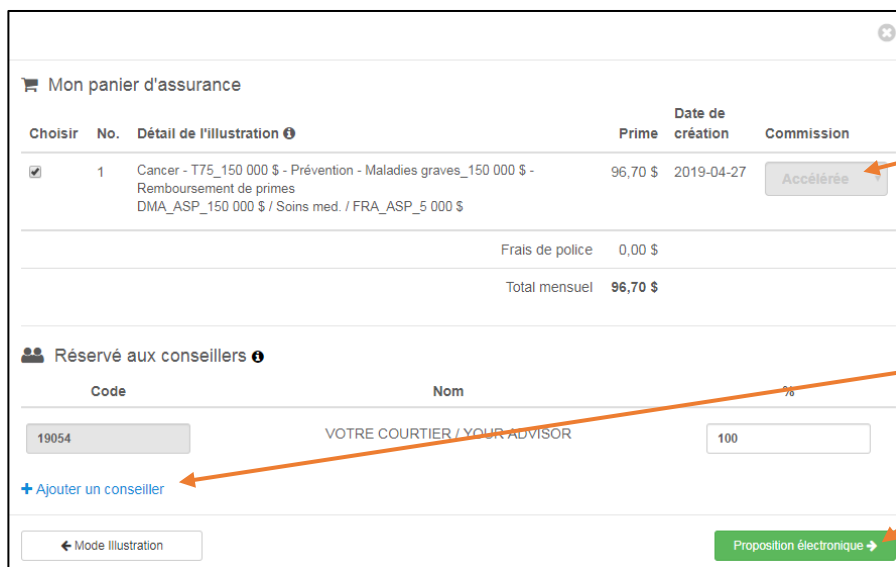 Mon panier d'assurance
Choisir No. Détail de l'illustration Prime Date de création Commission
1 Cancer - T75_150 000 $ - Prévention - Maladies graves_150 000 $ - 96,70 $ 2019-04-27 Accélérée
Remboursement de primes
DMA_ASP_150 000 $ / Soins med. / FRA_ASP_5 000 $
Frais de police 0,00 $
Total mensuel 96,70 $
Réservé aux conseillers
Code Nom %
19054 VOTRE COURTIER / YOUR ADVISOR 100
+ Ajouter un conseiller
← Mode Illustration Proposition électronique →